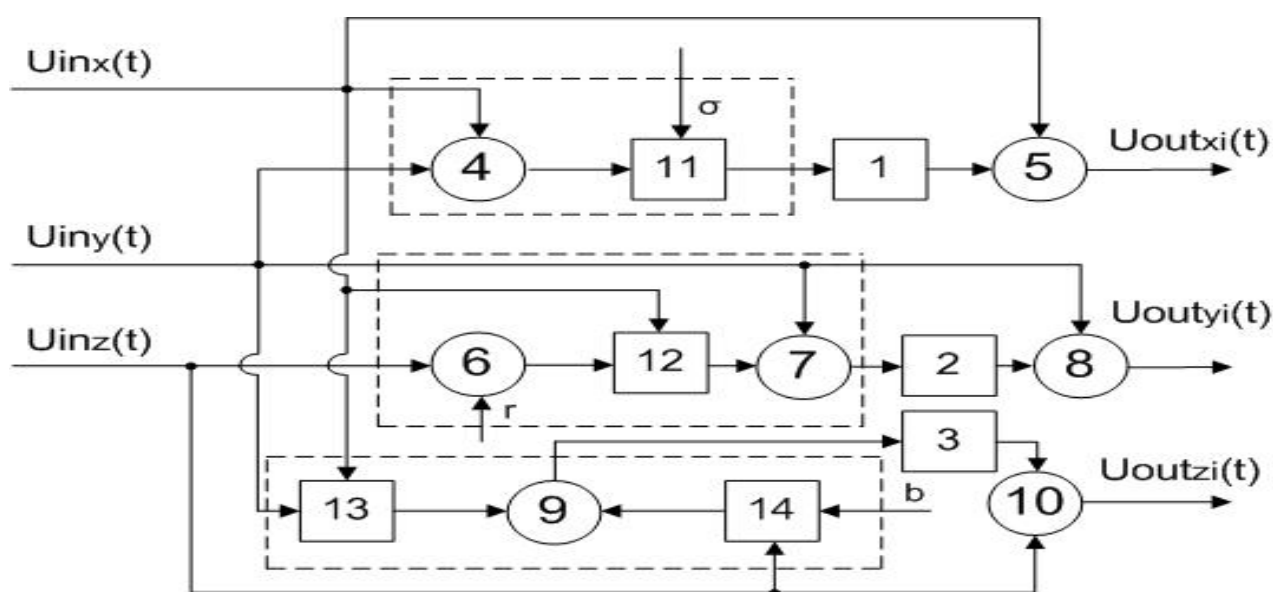 Uinx(t)
σ
4
11
1
5
Uoutxi(t)
Uiny(t)
Uinz(t)
6
12
7
2
8
Uoutyi(t)
r
3
13
9
14
b
10
Uoutzi(t)